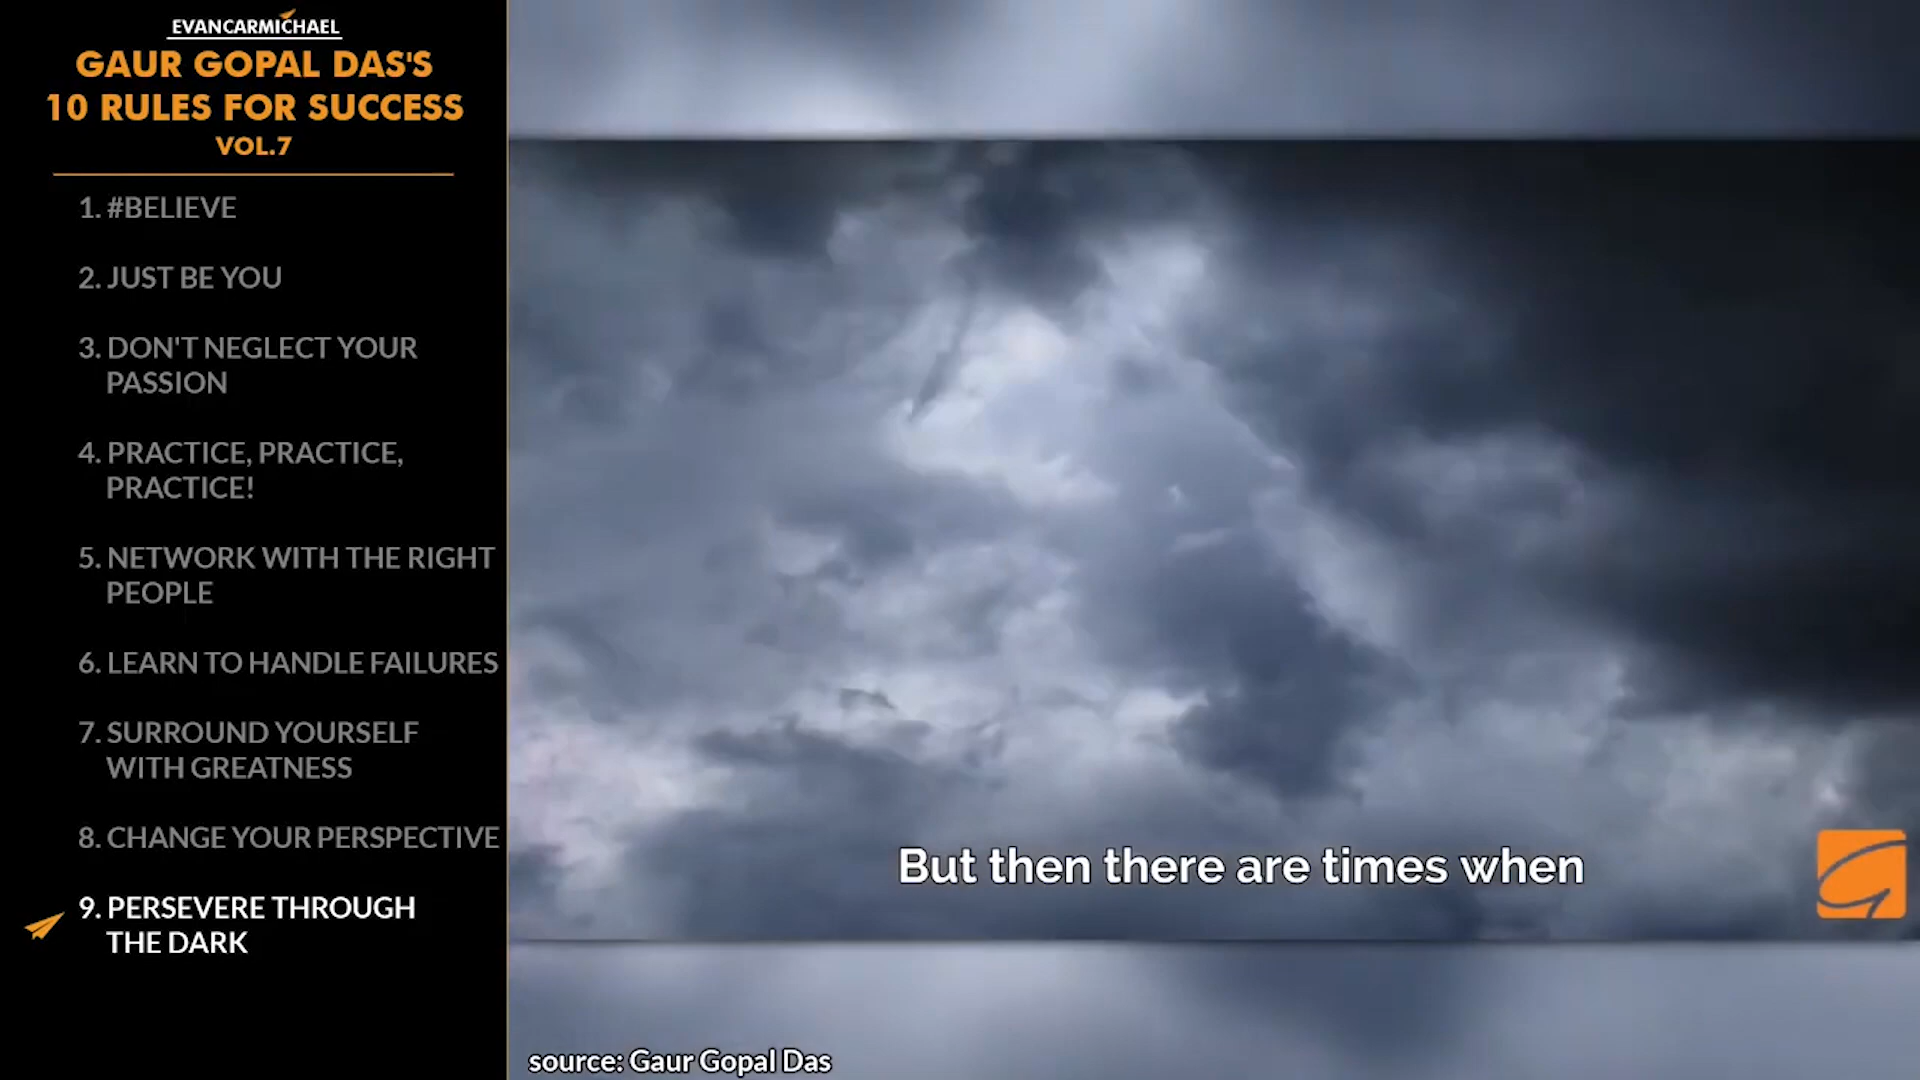 EVANCARMICHAEL
GAUR GOPAL DAS'S
10 RULES FOR SUCCESS
VOL.7
1. #BELIEVE
2. JUST BE YOU
3. DON'T NEGLECT YOUR
PASSION
4. PRACTICE, PRACTICE,
PRACTICE!
5. NETWORK WITH THE RIGHT
PEOPLE
6. LEARN TO HANDLE FAILURES
7. SURROUND YOURSELF
WITH GREATNESS
8. CHANGE YOUR PERSPECTIVE
9. PERSEVERE THROUGH
THE DARK
But then there are times when
source: Gaur Gopal Das